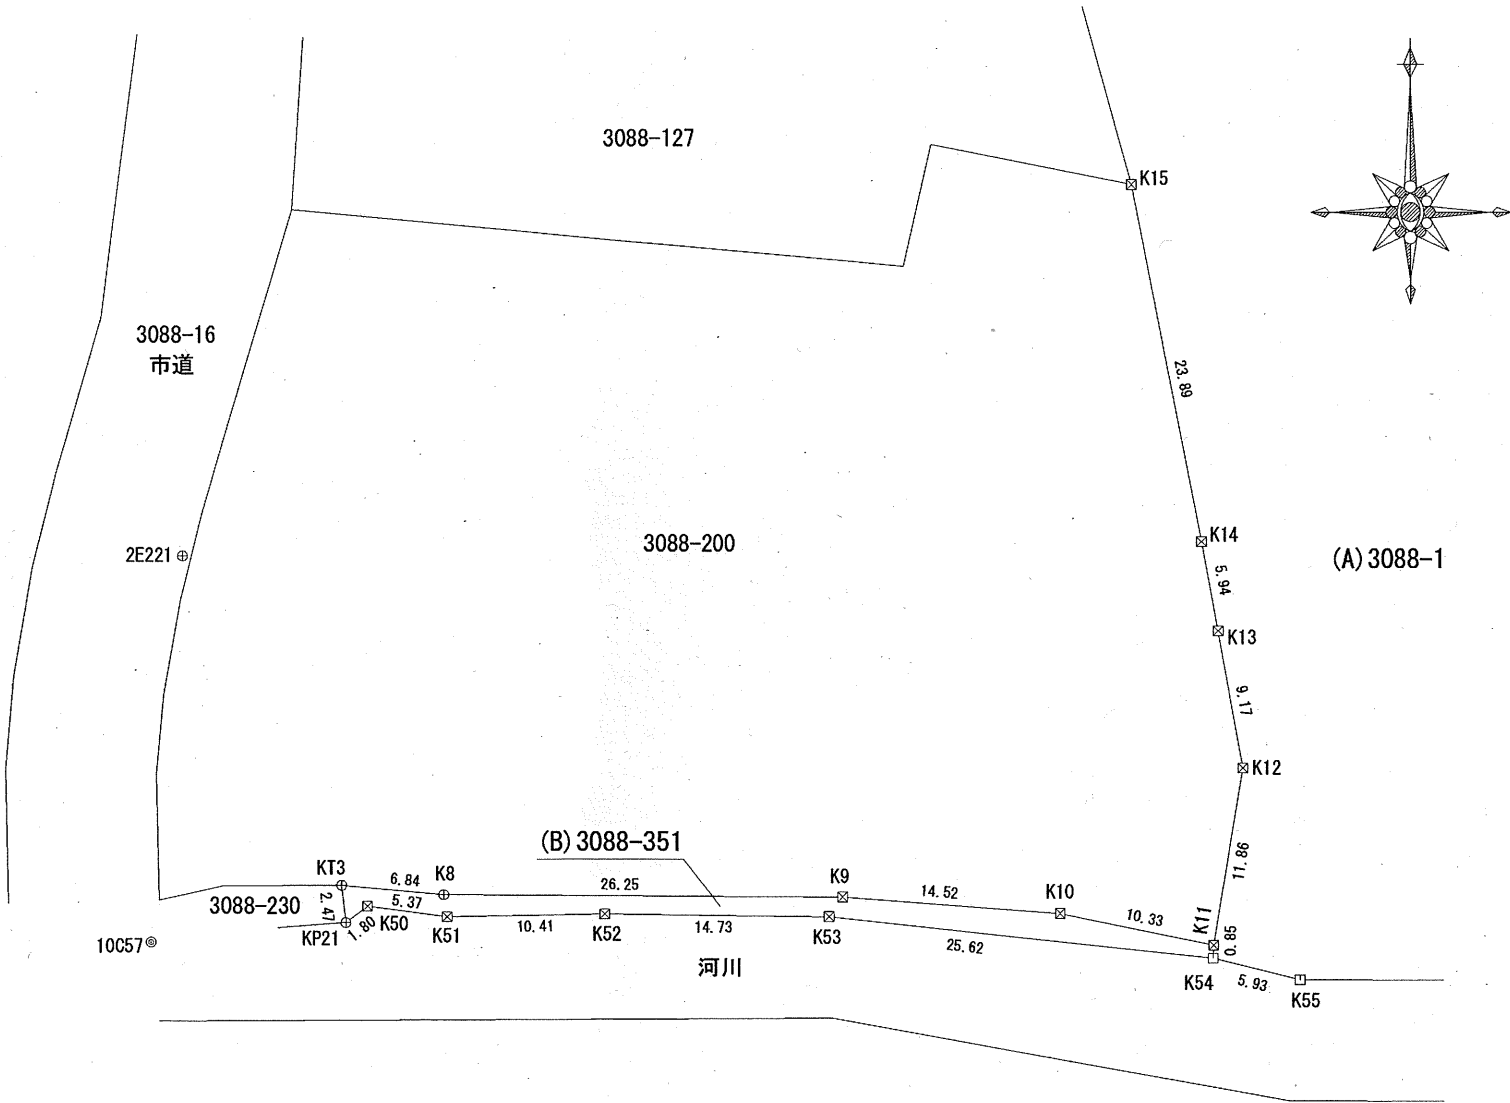 3088-127
K15
3088-16
市道
23.89
2E221
3088-200
K14
(A)3088-1
5.94
K13
9.17
K12
(B)3088-351
11.86
KT3
6.84
K8
26.25
K9
14.52
K10
10.33
K11
0.85
3088-230
2.47
5.37
KP21
1.80
K50
K51
10.41
K52
14.73
K53
25.62
10C57
河川
K54
5.93
K55